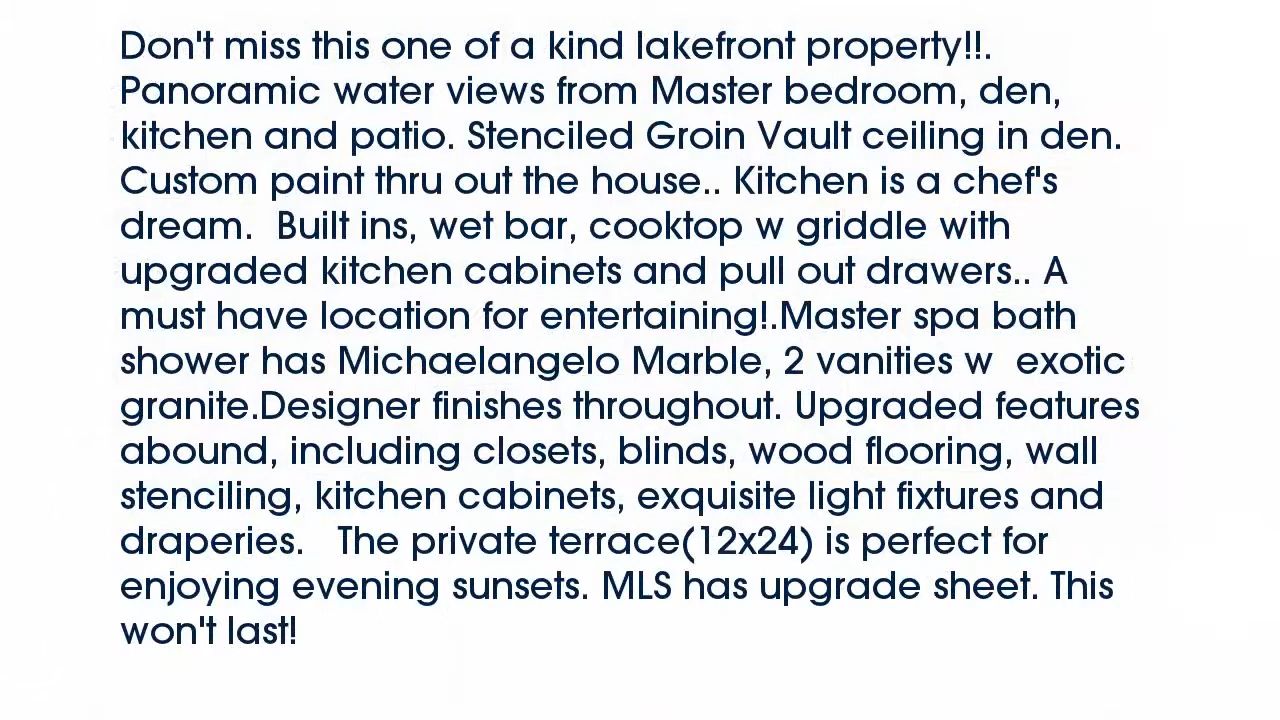 Don't miss this one of a kind lakefront property!!.
Panoramic water views from Master bedroom, den,
kitchen and patio. Stenciled Groin Vault ceiling in den.
Custom paint thru out the house.. Kitchen is a chef's
dream.  Built ins, wet bar, cooktop w griddle with
upgraded kitchen cabinets and pull out drawers.. A
must have location for entertaining!.Master spa bath
shower has Michaelangelo Marble, 2 vanities w  exotic
granite.Designer finishes throughout. Upgraded features
abound, including closets, blinds, wood flooring, wall
stenciling, kitchen cabinets, exquisite light fixtures and
draperies.   The private terrace(12x24) is perfect for
enjoying evening sunsets. MLS has upgrade sheet. This
won't last!